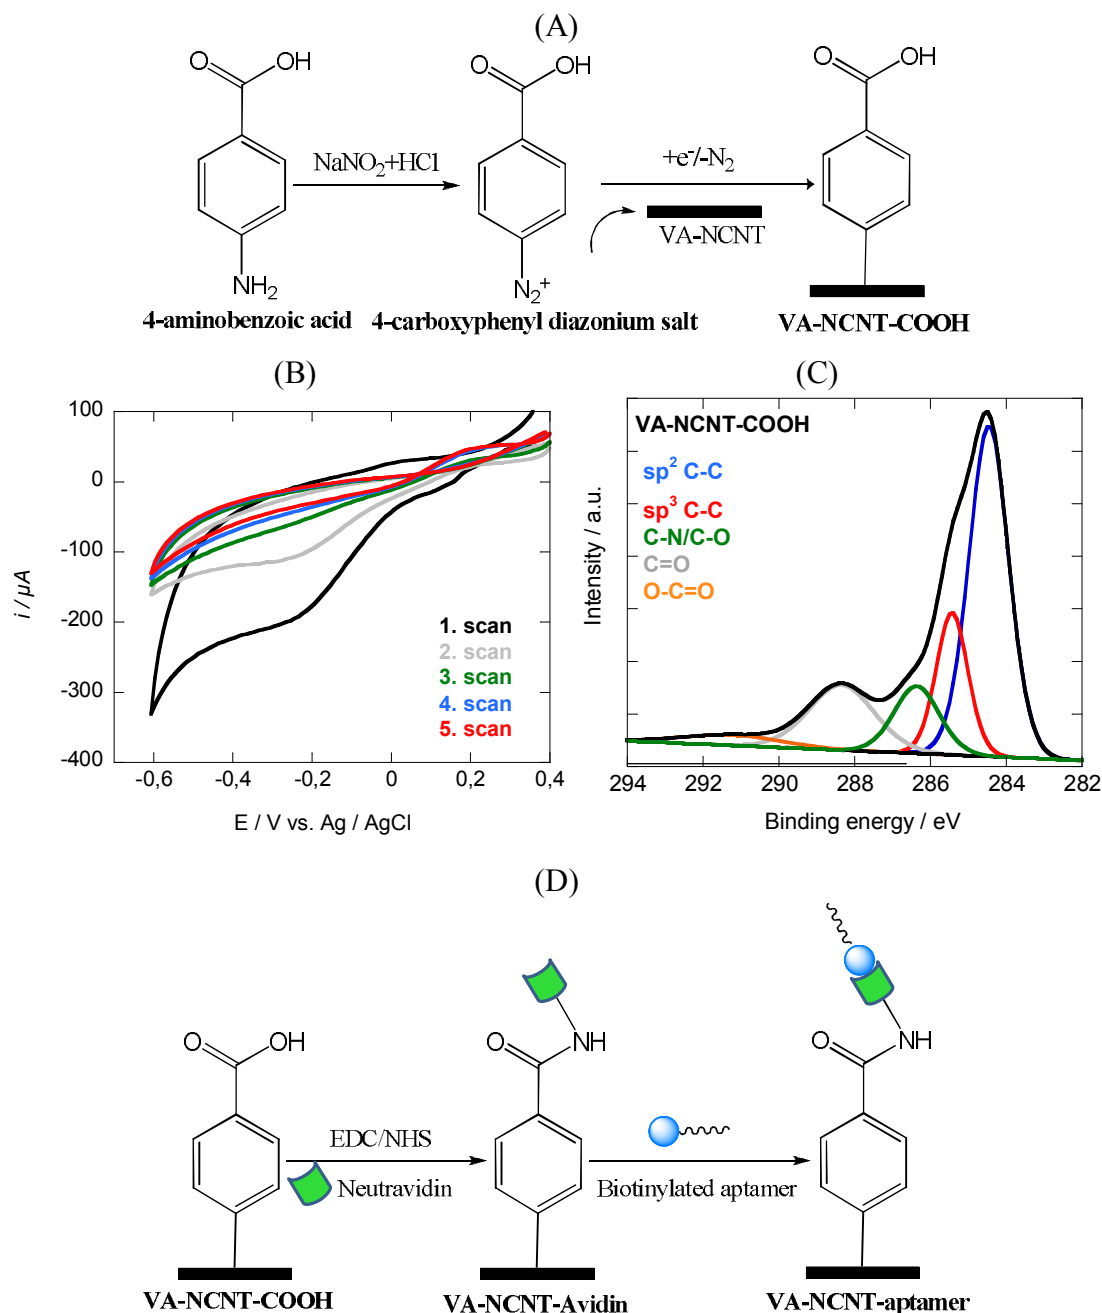 (A)
O
OH
O
OH
O
OH
NaNO₂+HCl
+e⁻/-N₂
VA-NCNT
NH₂
N₂⁺
4-aminobenzoic acid
4-carboxyphenyl diazonium salt
VA-NCNT-COOH
(B)
100
0
-100
-200
-300
-400
i / µA
-0,6
-0,4
-0,2
0
0,2
0,4
E / V vs. Ag / AgCl
1. scan
2. scan
3. scan
4. scan
5. scan
(C)
VA-NCNT-COOH
sp² C-C
sp³ C-C
C-N/C-O
C=O
O-C=O
Intensity / a.u.
294
292
290
288
286
284
282
Binding energy / eV
(D)
O
OH
O
NH
O
NH
EDC/NHS
Neutravidin
Biotinylated aptamer
VA-NCNT-COOH
VA-NCNT-Avidin
VA-NCNT-aptamer